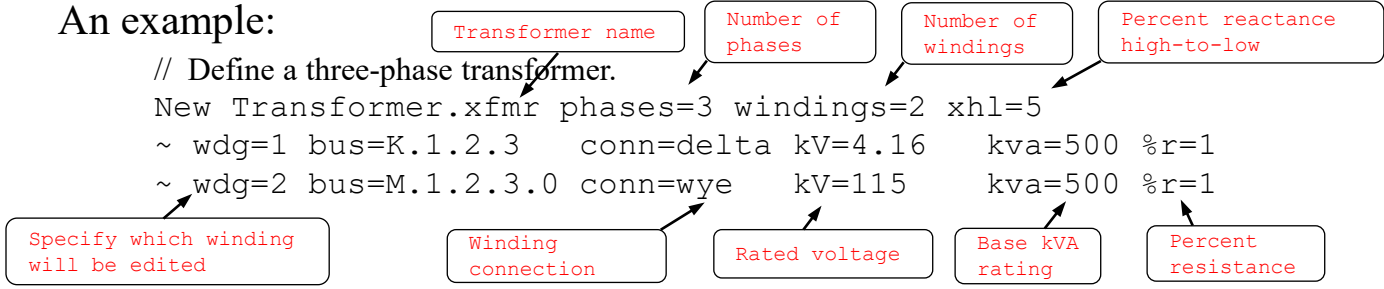 An example:
Transformer name
Number of
phases
Number of
windings
Percent reactance
high-to-low
// Define a three-phase transformer.
New Transformer.xfmr phases=3 windings=2 xhl=5
~ wdg=1 bus=K.1.2.3 conn=delta kV=4.16 kva=500 %r=1
~ wdg=2 bus=M.1.2.3.0 conn=wye kV=115 kva=500 %r=1
Specify which winding
will be edited
Winding
connection
Rated voltage
Base kVA
rating
Percent
resistance